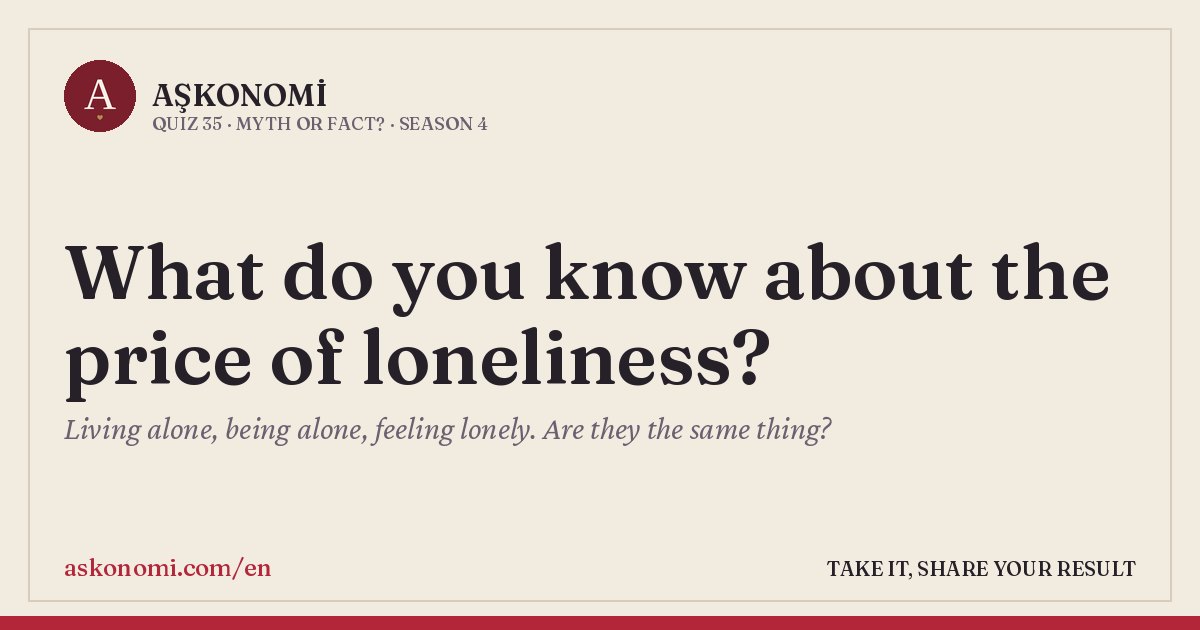 A
AŞKONOMİ
QUIZ 35 · MYTH OR FACT? · SEASON 4
What do you know about the
price of loneliness?
Living alone, being alone, feeling lonely. Are they the same thing?
askonomi.com/en
TAKE IT, SHARE YOUR RESULT